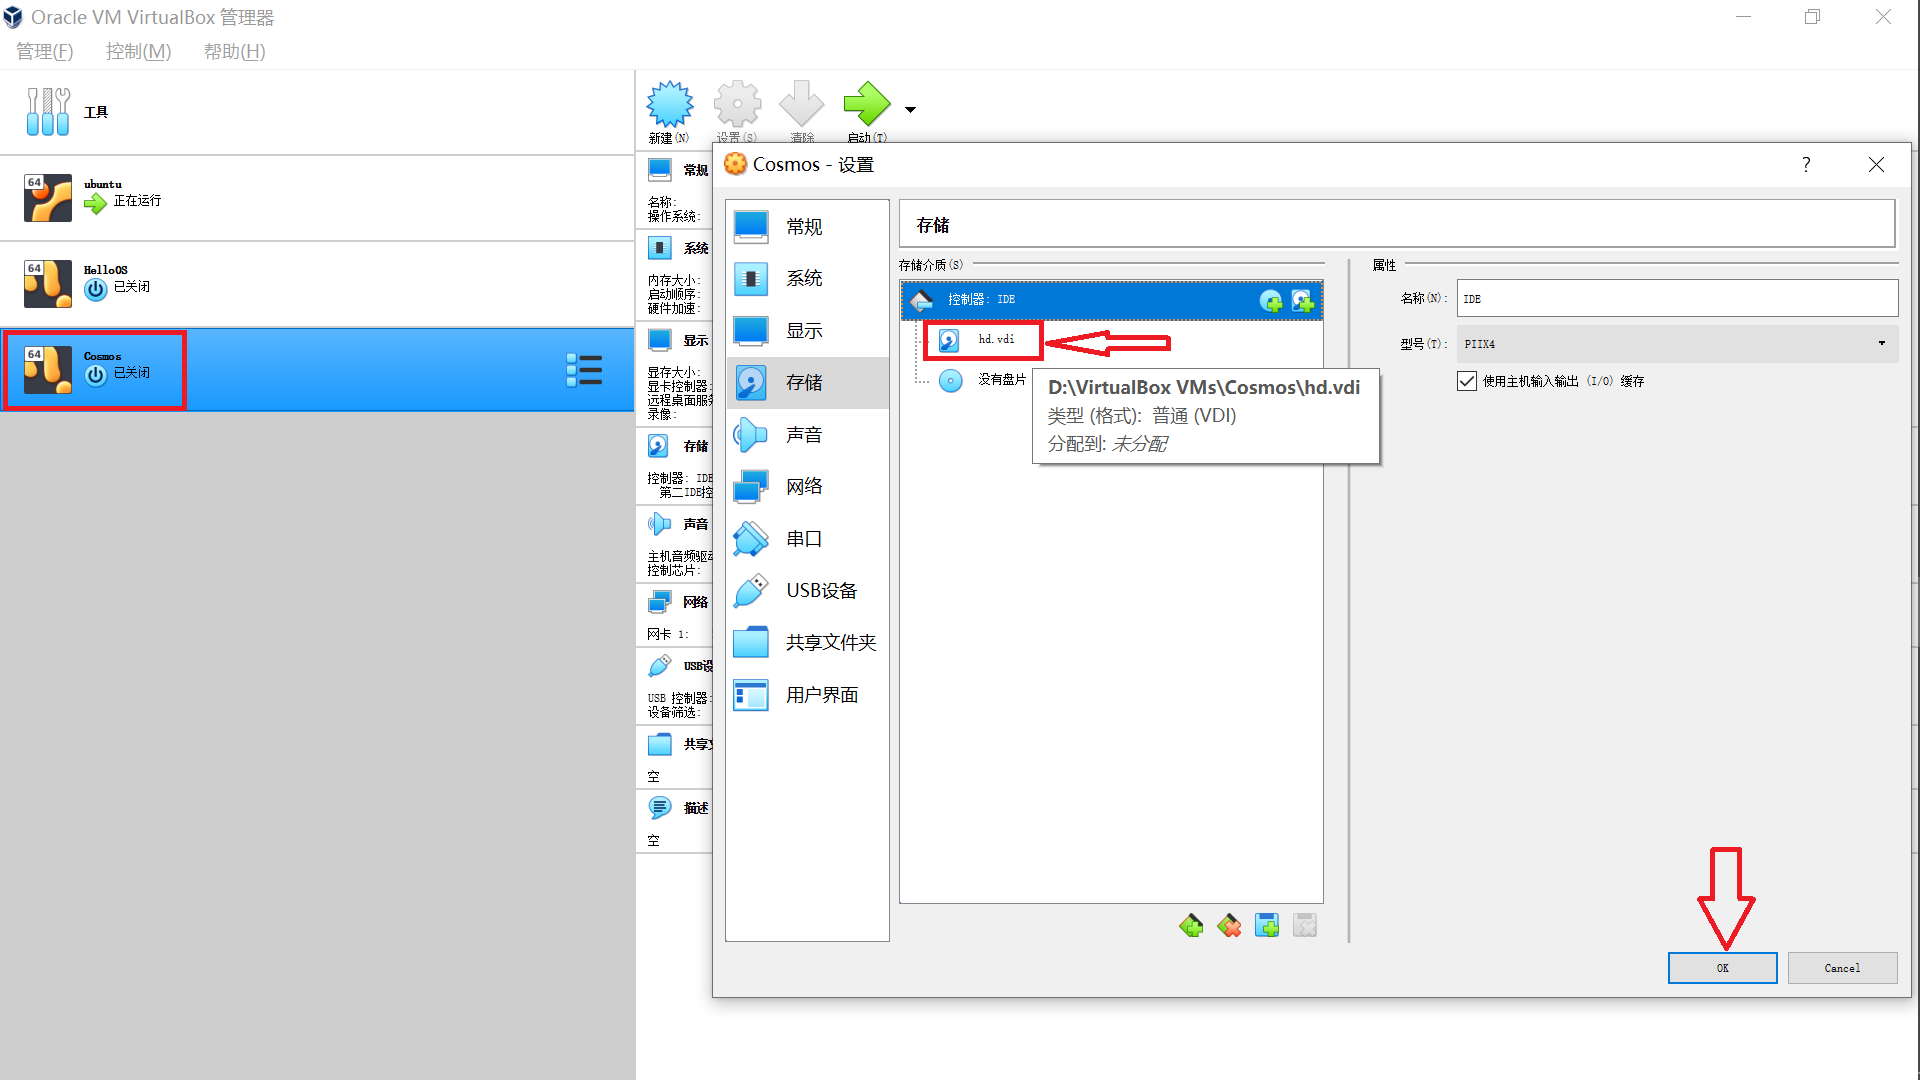 Oracle VM VirtualBox 管理器
管理(F)
控制(M)
帮助(H)
工具
64
ubuntu
正在运行
64
HelloOS
已关闭
64
Cosmos
已关闭
新建(N)
设置(S)
清除
启动(T)
常规
名称:
操作系统:
系统
内存大小:
启动顺序:
硬件加速:
显示
显存大小:
显卡控制器:
远程桌面服务
录像:
存储
控制器: IDE
第二IDE控
声音
主机音频驱动
控制芯片:
网络
网卡 1:
USB设
USB 控制器:
设备筛选:
共享文
空
描述
空
Cosmos - 设置
?
常规
系统
显示
存储
声音
网络
串口
USB设备
共享文件夹
用户界面
存储
存储介质(S)
控制器: IDE
hd.vdi
没有盘片
D:\VirtualBox VMs\Cosmos\hd.vdi
类型 (格式): 普通 (VDI)
分配到: 未分配
属性
名称(N):
IDE
型号(T):
PIIX4
使用主机输入输出 (I/O) 缓存
OK
Cancel